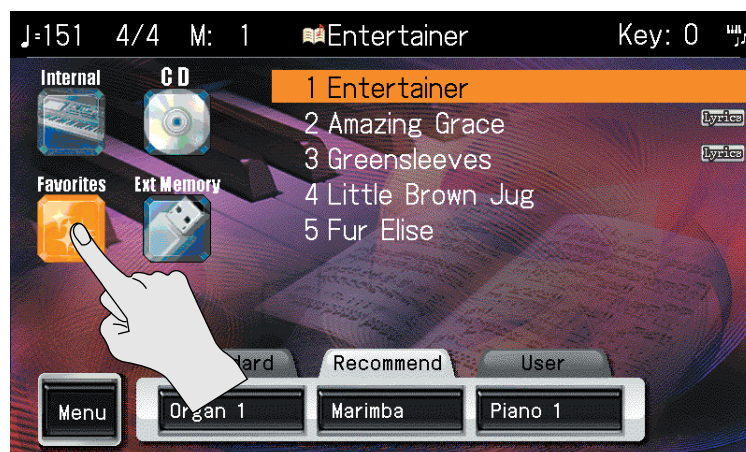 ♩=151 4/4 M: 1 Entertainer Key: 0
Internal CD
1 Entertainer
2 Amazing Grace Lyrics
3 Greensleeves Lyrics
Favorites Ext Memory
4 Little Brown Jug
5 Fur Elise
dard Recommend User
Menu Organ 1 Marimba Piano 1